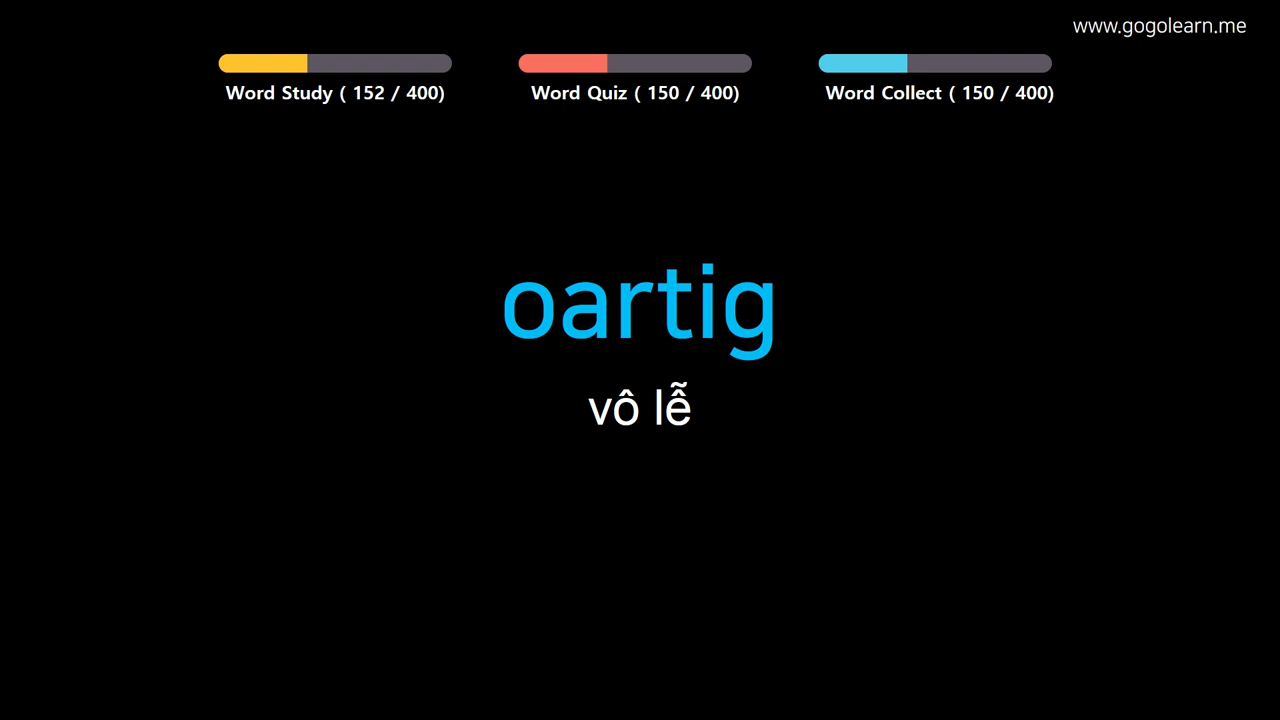 www.gogolearn.me
Word Study ( 152 / 400)
Word Quiz ( 150 / 400)
Word Collect ( 150 / 400)
oartig
vô lễ